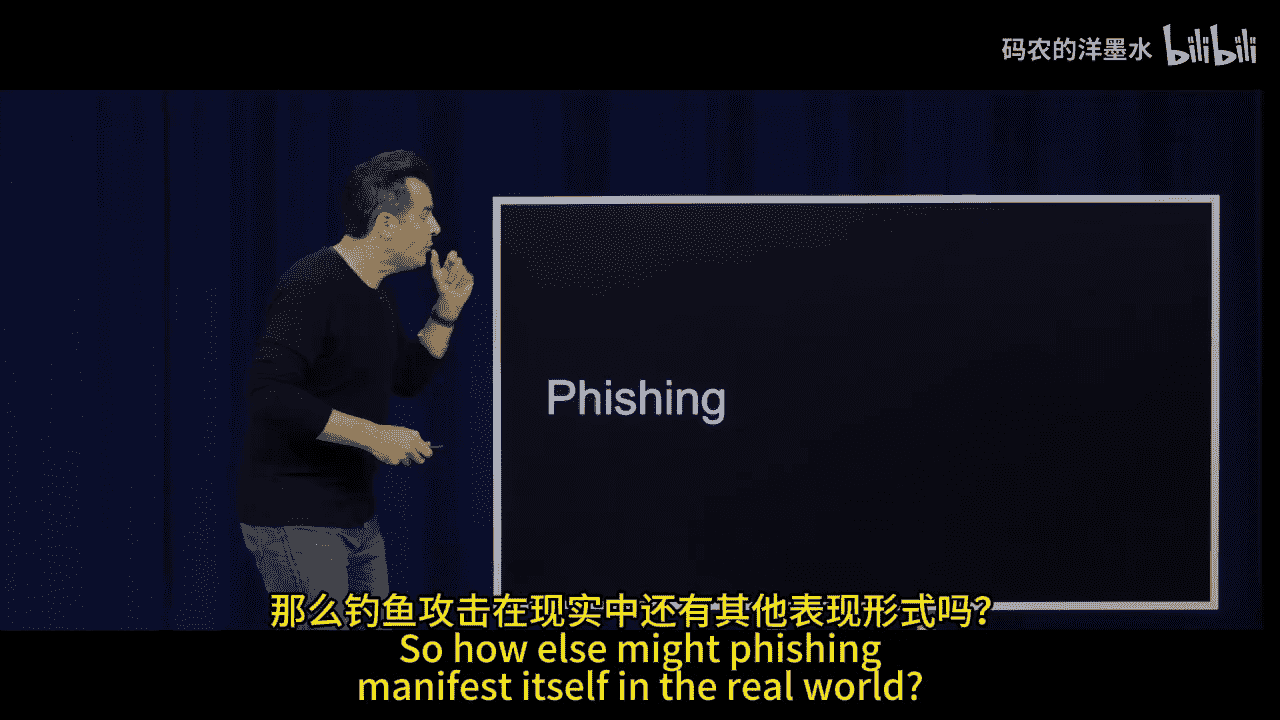 码农的洋墨水 bilibili
Phishing
那么钓鱼攻击在现实中还有其他表现形式吗?
So how else might phishing
manifest itself in the real world?